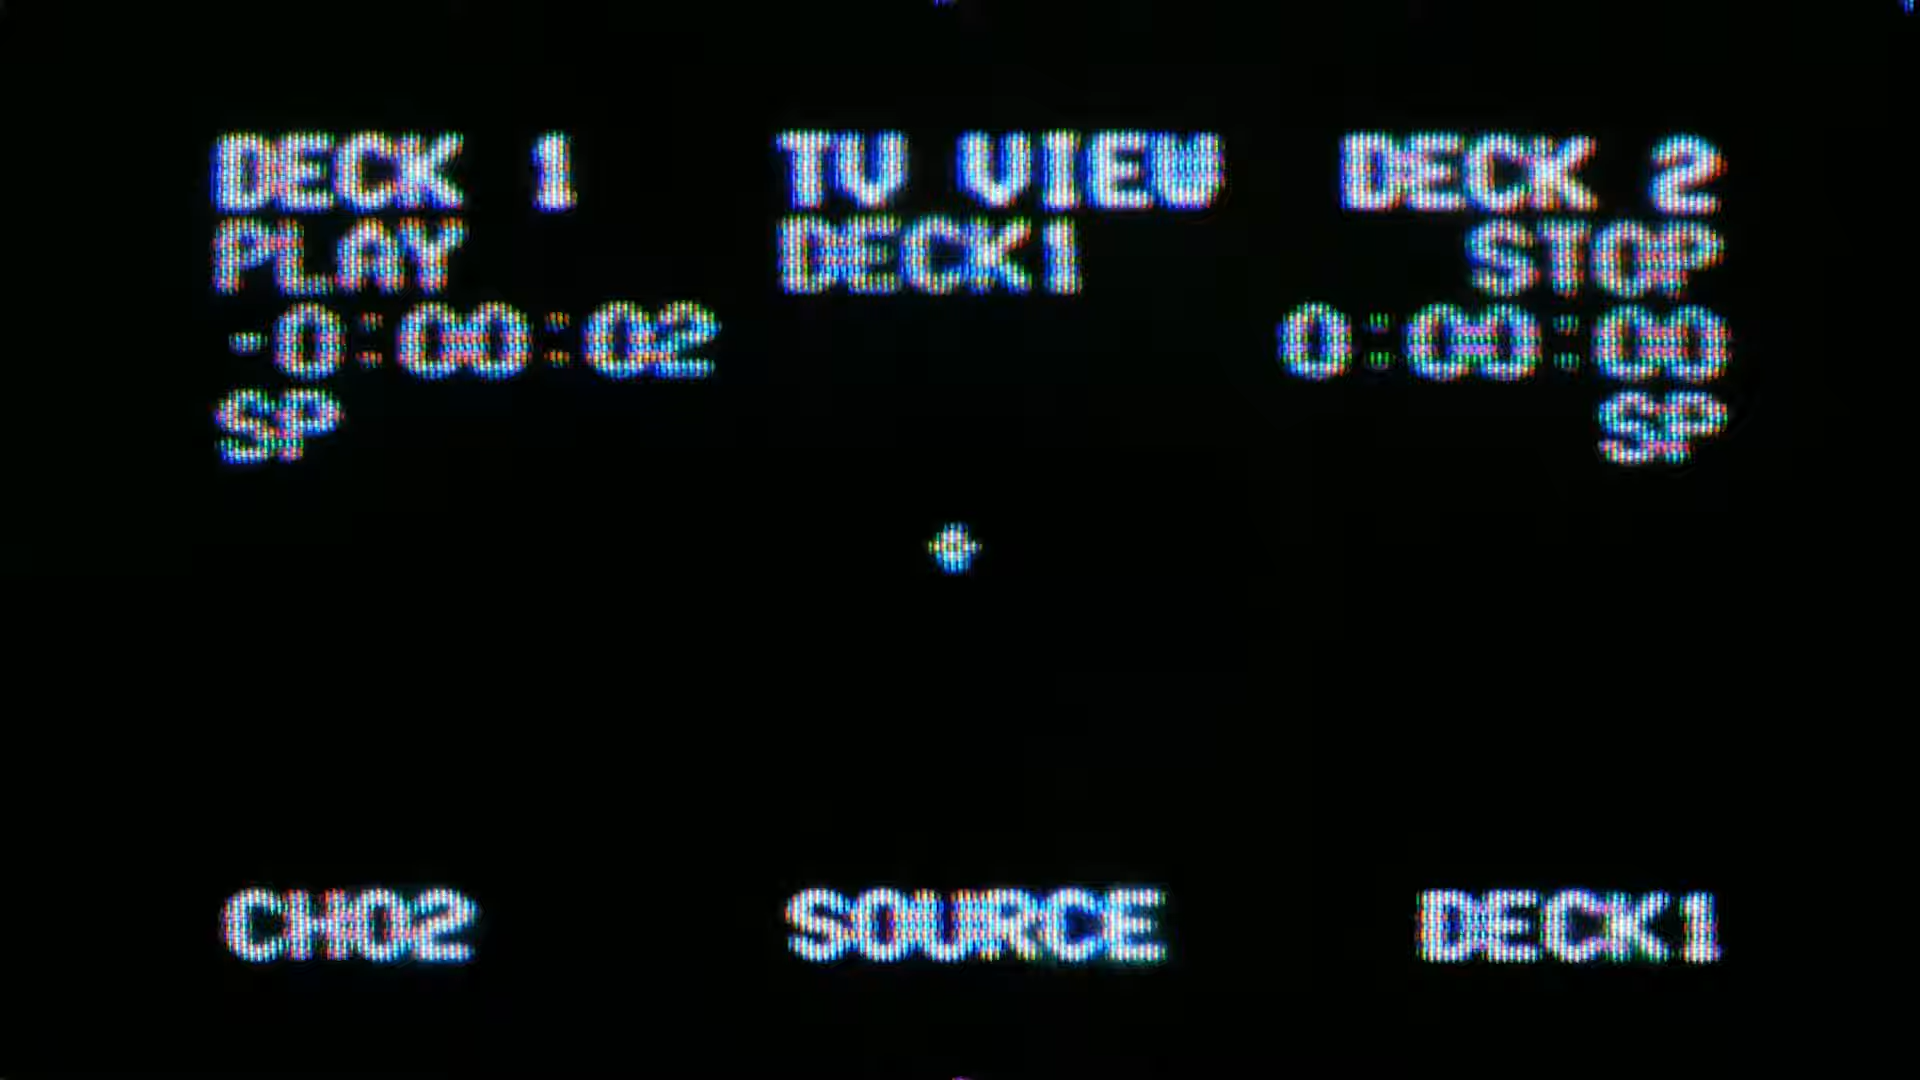 DECK 1
PLAY
-0:00:02
SP
TV VIEW
DECK1
DECK 2
STOP
0:00:00
SP
CH02
SOURCE
DECK1